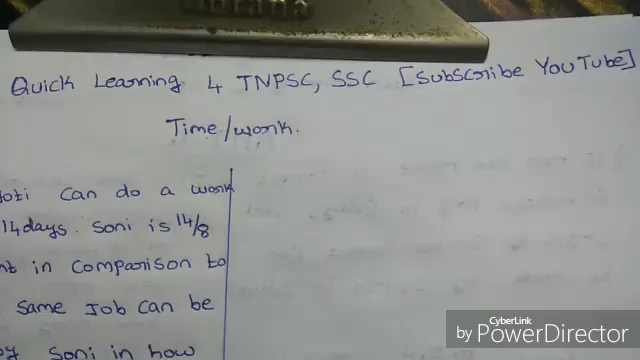 Quick Learning 4 TNPSC, SSC [Subscribe YouTube]
Time/work.
can do a work
14days. Soni is 14/8
in comparison to
same Job can be
Soni in how
CyberLink
by PowerDirector